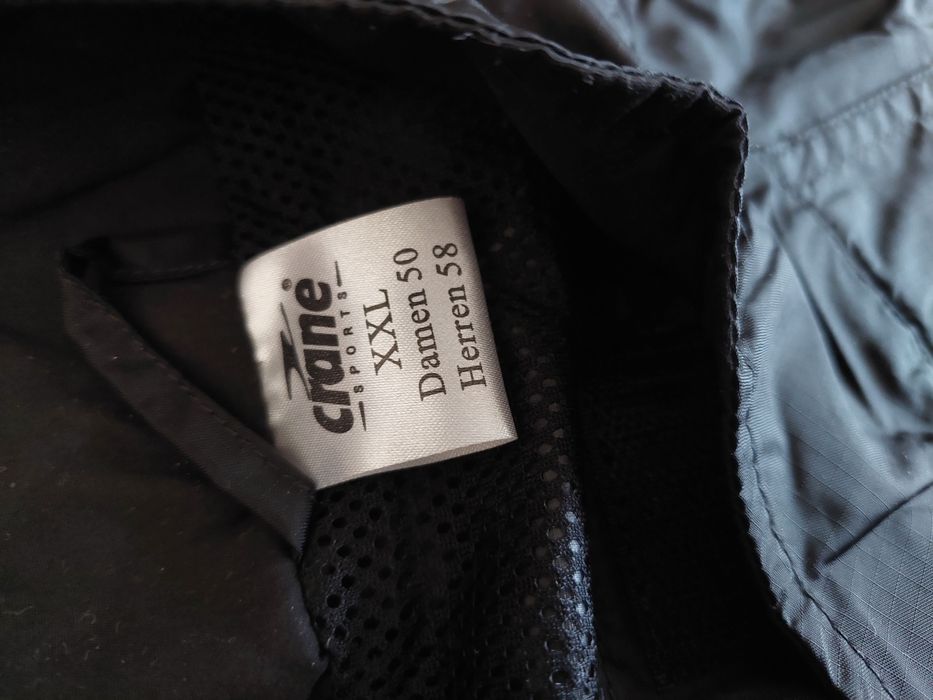 crane®
SPORTS
XXL
Damen 50
Herren 58